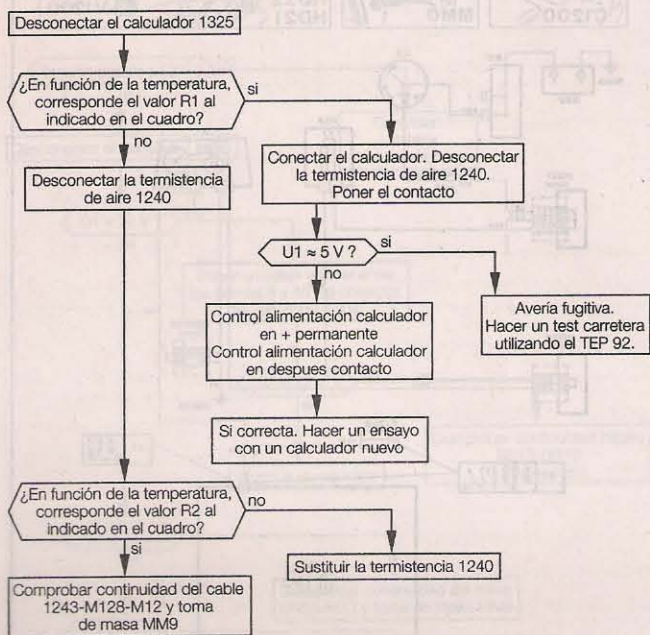 Desconectar el calculador 1325
¿En función de la temperatura,
corresponde el valor R1 al
indicado en el cuadro?
si
no
Desconectar la termistencia
de aire 1240
Conectar el calculador. Desconectar
la termistencia de aire 1240.
Poner el contacto
U1 ≈ 5 V ?
si
no
Avería fugitiva.
Hacer un test carretera
utilizando el TEP 92.
Control alimentación calculador
en + permanente
Control alimentación calculador
en despues contacto
Si correcta. Hacer un ensayo
con un calculador nuevo
¿En función de la temperatura,
corresponde el valor R2 al
indicado en el cuadro?
no
si
Sustituir la termistencia 1240
Comprobar continuidad del cable
1243-M128-M12 y toma
de masa MM9